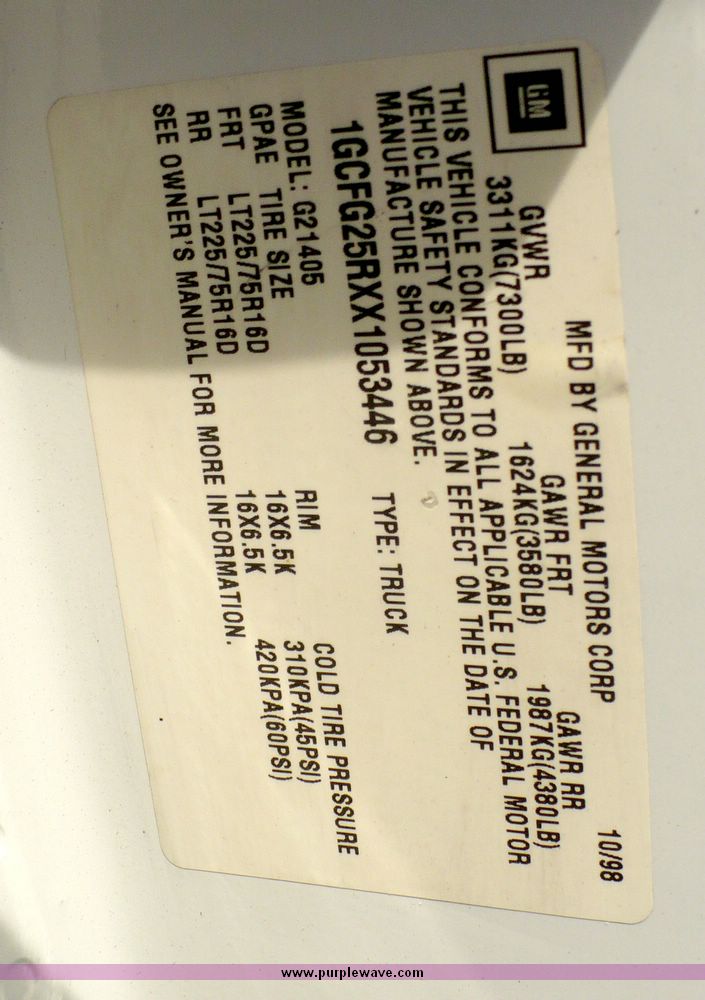 GM
MFD BY GENERAL MOTORS CORP 10/98
GVWR GAWR FRT GAWR RR
3311KG(7300LB) 1624KG(3580LB) 1987KG(4380LB)
THIS VEHICLE CONFORMS TO ALL APPLICABLE U.S. FEDERAL MOTOR
VEHICLE SAFETY STANDARDS IN EFFECT ON THE DATE OF
MANUFACTURE SHOWN ABOVE.
1GCFG25RXX1053446 TYPE: TRUCK
MODEL: G21405
GPAE TIRE SIZE RIM COLD TIRE PRESSURE
FRT LT225/75R16D 16X6.5K 310KPA(45PSI)
RR LT225/75R16D 16X6.5K 420KPA(60PSI)
SEE OWNER'S MANUAL FOR MORE INFORMATION.
www.purplewave.com